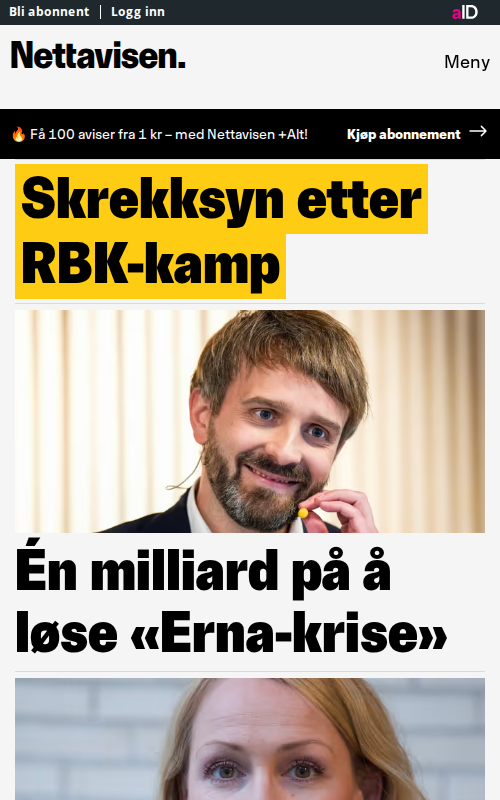 Bli abonnent | Logg inn
aID
Nettavisen.
Meny
🔥 Få 100 aviser fra 1 kr – med Nettavisen +Alt!
Kjøp abonnement →
Skrekksyn etter
RBK-kamp
Én milliard på å
løse «Erna-krise»